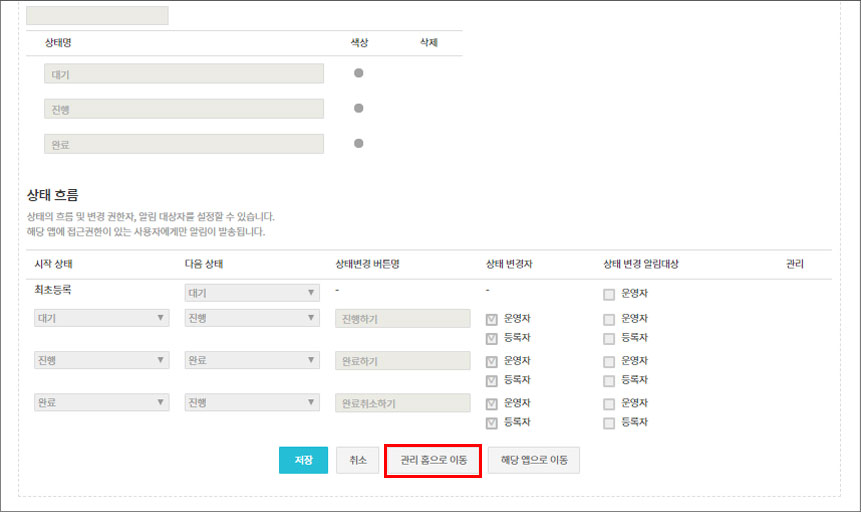 상태명 색상 삭제
대기
진행
완료
상태 흐름
상태의 흐름 및 변경 권한자, 알림 대상자를 설정할 수 있습니다.
해당 앱에 접근권한이 있는 사용자에게만 알림이 발송됩니다.
시작 상태 다음 상태 상태변경 버튼명 상태 변경자 상태 변경 알림대상 관리
최초등록 대기 - - 운영자
대기 진행 진행하기 운영자 운영자
등록자 등록자
진행 완료 완료하기 운영자 운영자
등록자 등록자
완료 진행 완료취소하기 운영자 운영자
등록자 등록자
저장 취소 관리 홈으로 이동 해당 앱으로 이동